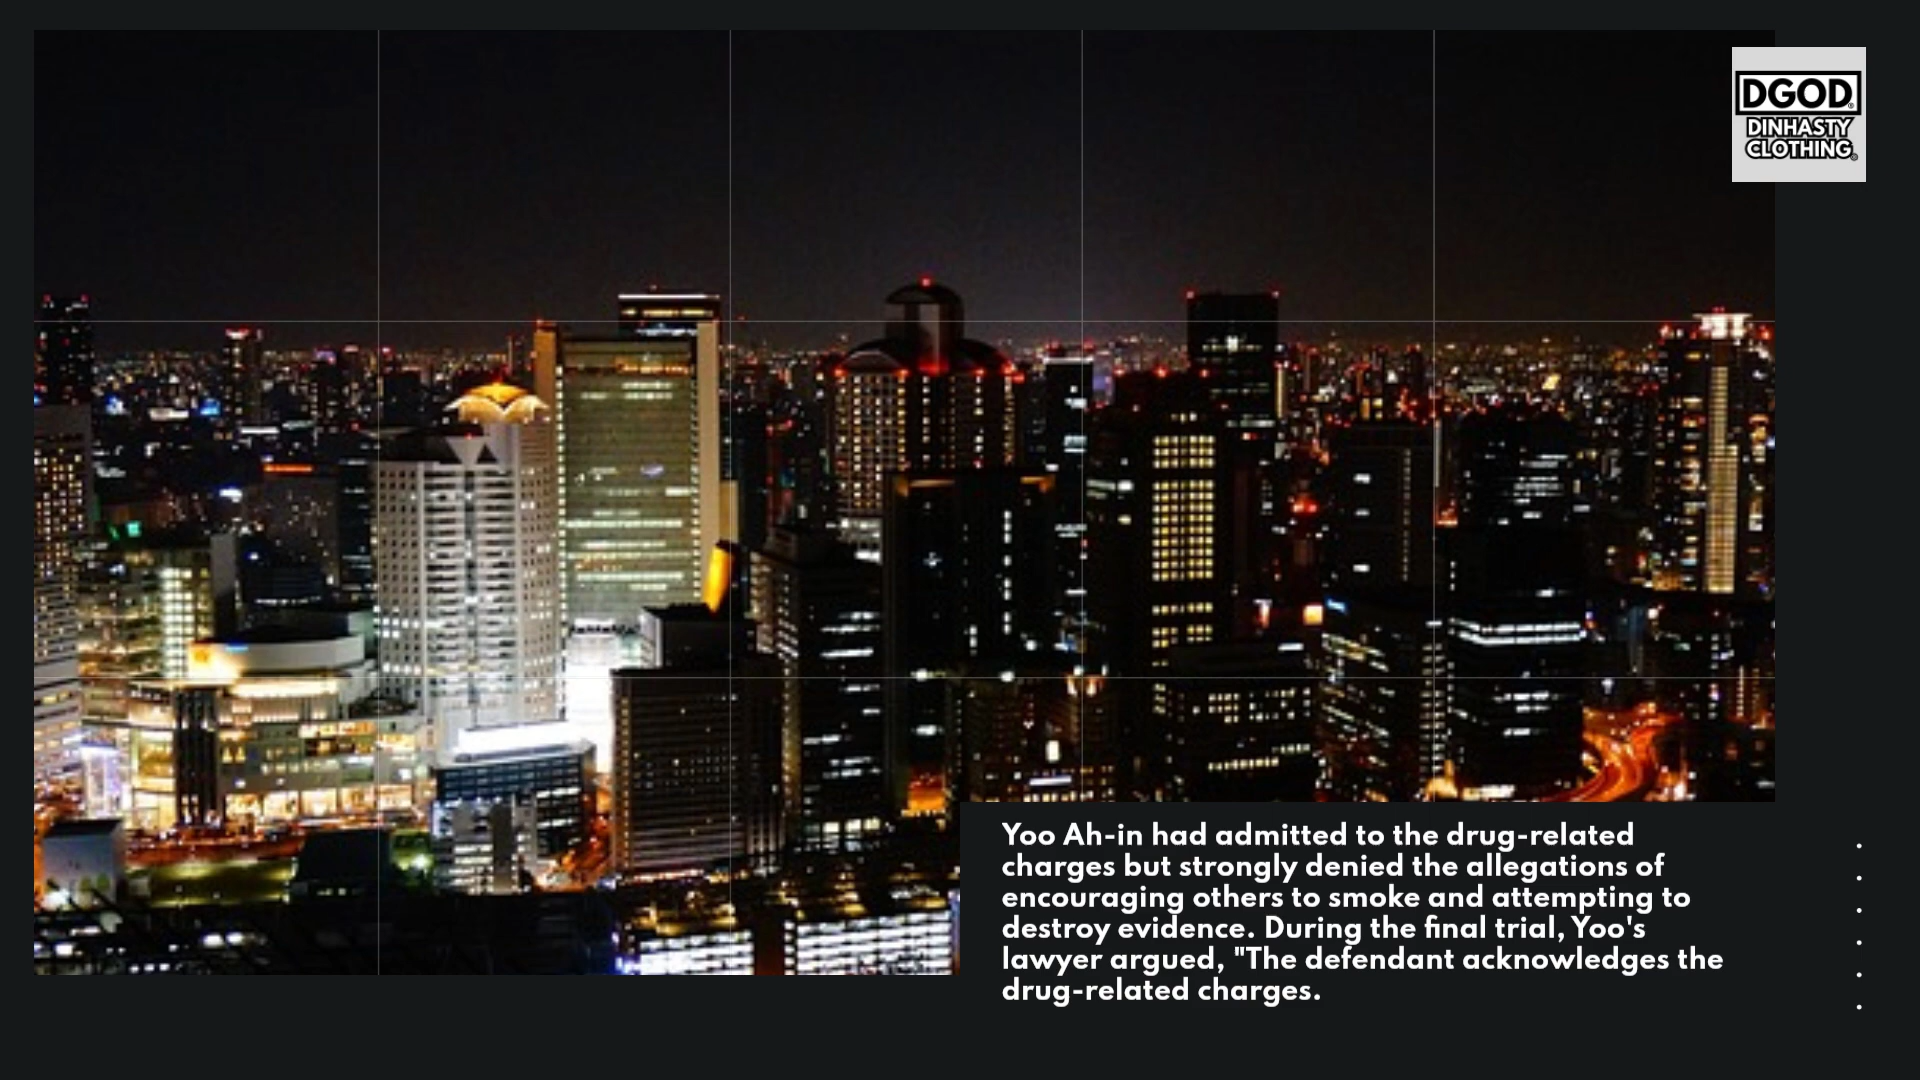 DGOD
DINHASTY
CLOTHING
Yoo Ah-in had admitted to the drug-related
charges but strongly denied the allegations of
encouraging others to smoke and attempting to
destroy evidence. During the final trial, Yoo's
lawyer argued, "The defendant acknowledges the
drug-related charges.